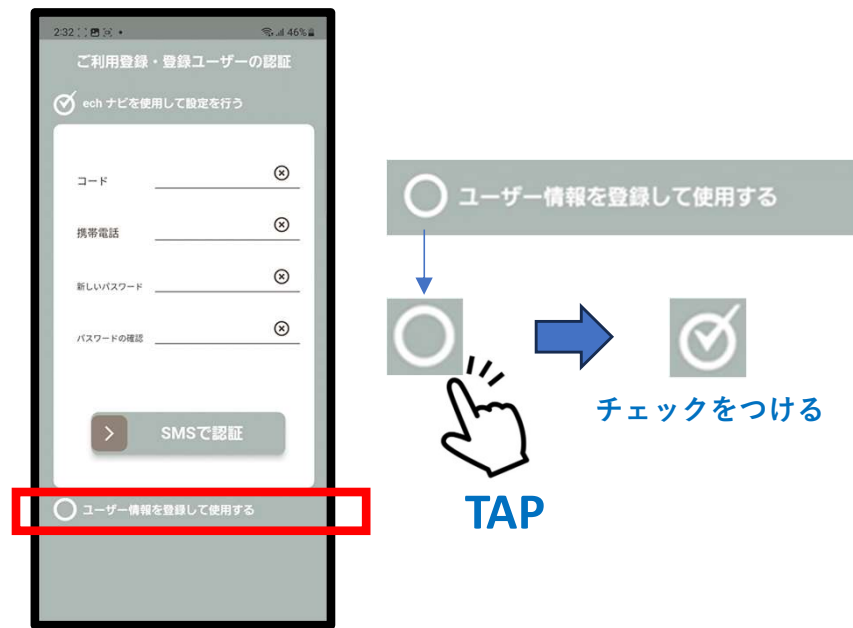 2:32 46%
ご利用登録・登録ユーザーの認証
ech ナビを使用して設定を行う
コード
携帯電話
新しいパスワード
パスワードの確認
SMSで認証
ユーザー情報を登録して使用する
ユーザー情報を登録して使用する
チェックをつける
TAP